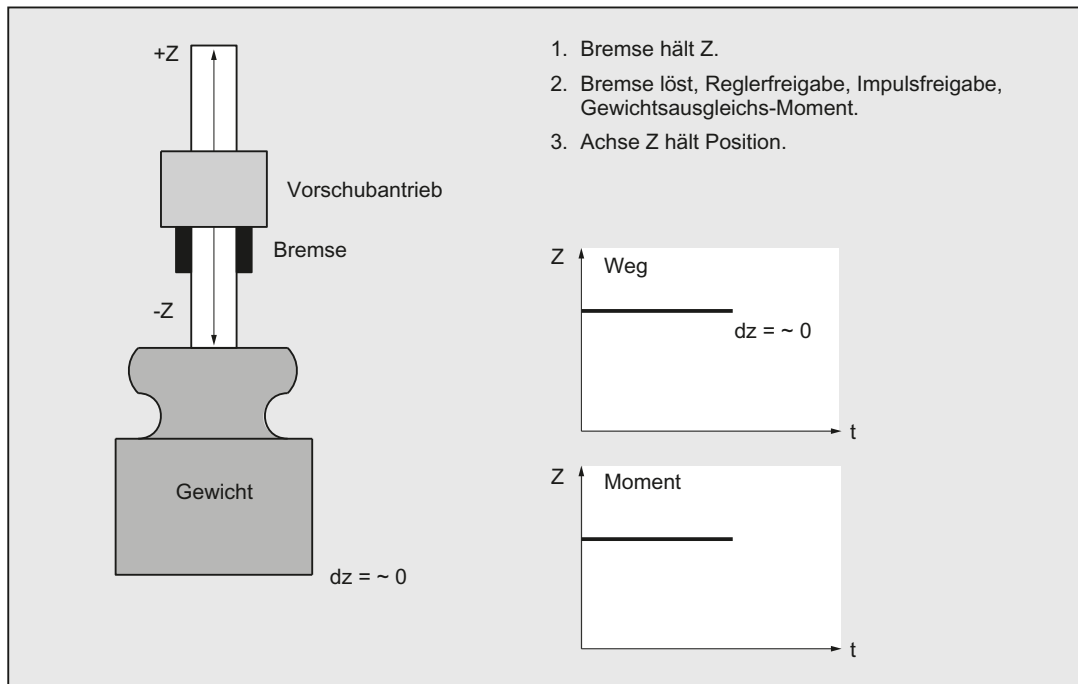 +Z
Vorschubantrieb
Bremse
-Z
Gewicht
dz = ~ 0
1. Bremse hält Z.
2. Bremse löst, Reglerfreigabe, Impulsfreigabe,
Gewichtsausgleichs-Moment.
3. Achse Z hält Position.
Z
Weg
dz = ~ 0
t
Z
Moment
t